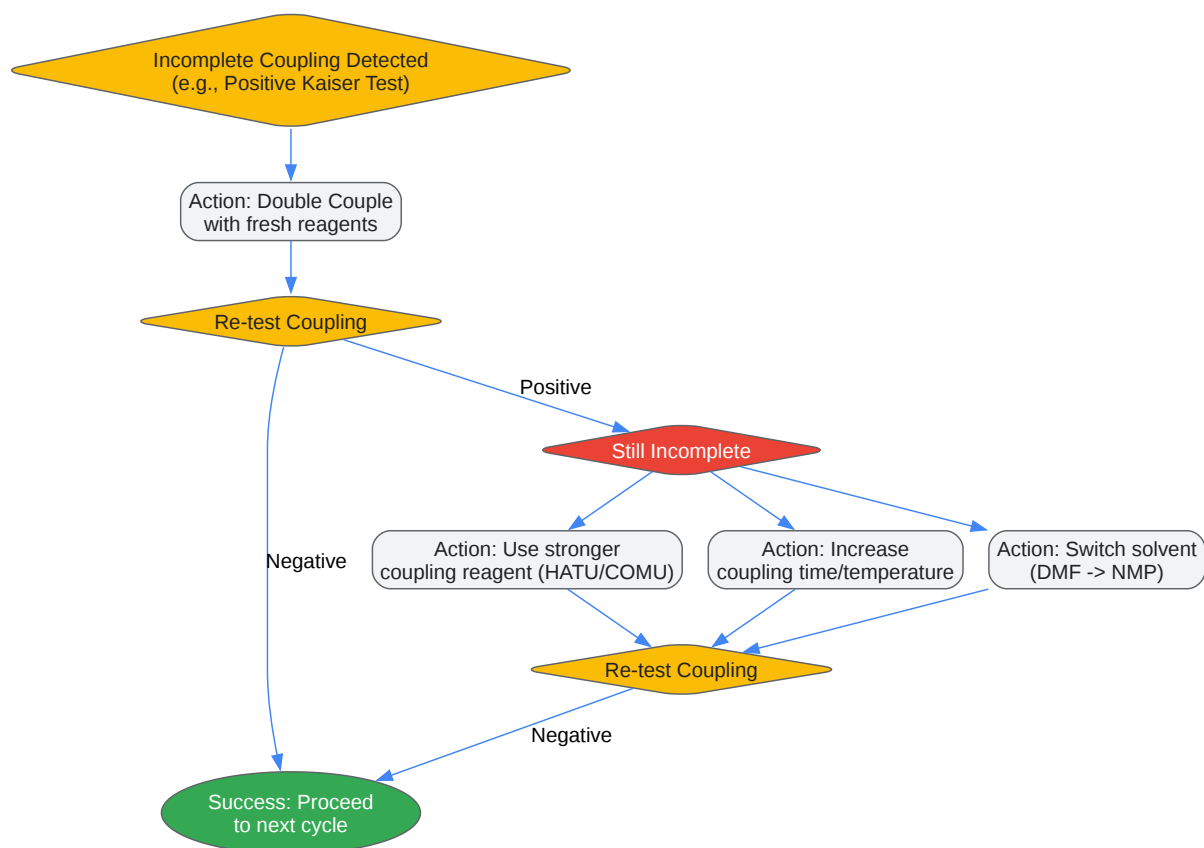 Incomplete Coupling Detected
(e.g., Positive Kaiser Test)
Action: Double Couple
with fresh reagents
Re-test Coupling
Positive
Still Incomplete
Negative
Action: Use stronger
coupling reagent (HATU/COMU)
Action: Increase
coupling time/temperature
Action: Switch solvent
(DMF -> NMP)
Re-test Coupling
Negative
Success: Proceed
to next cycle